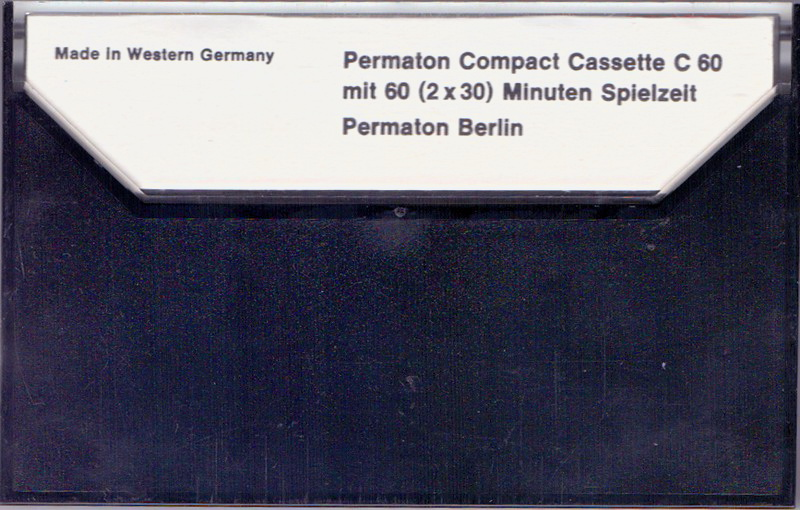 Made in Western Germany
Permaton Compact Cassette C 60
mit 60 (2 x 30) Minuten Spielzeit
Permaton Berlin